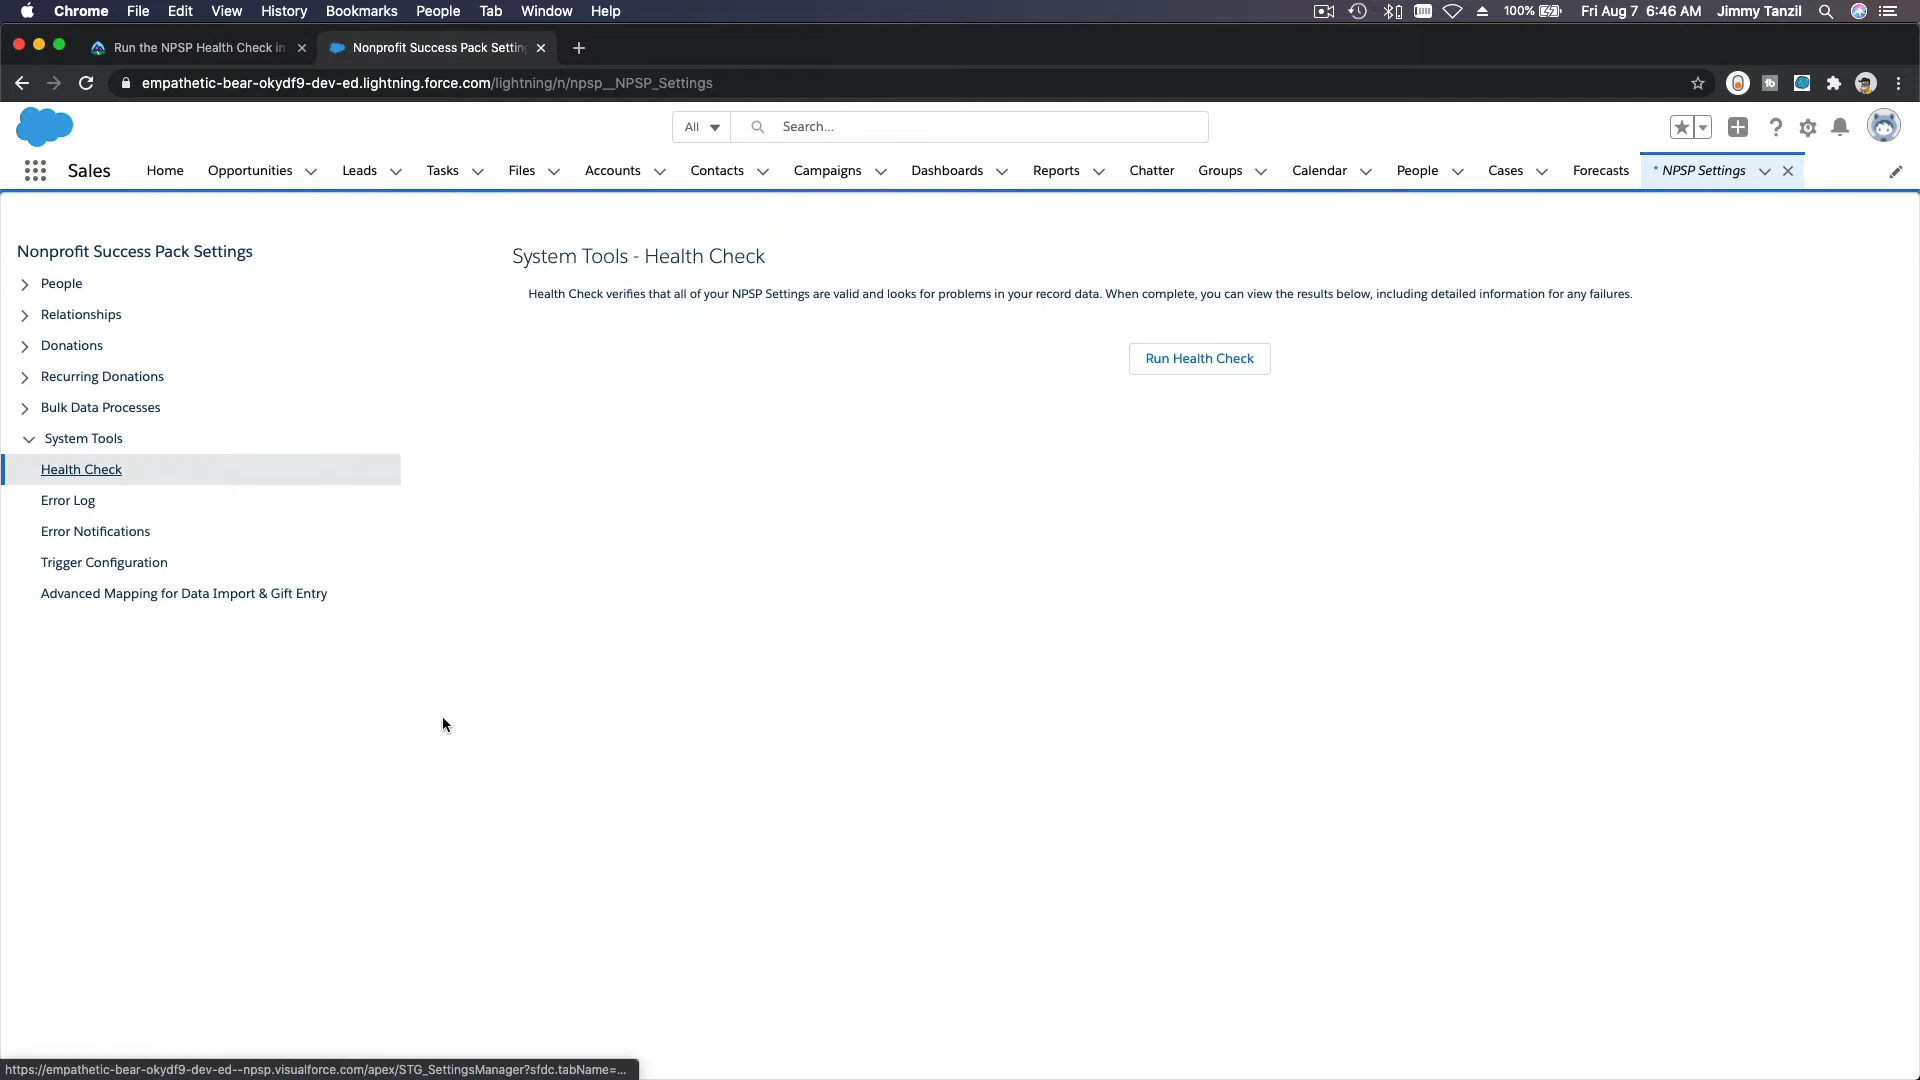 Chrome File Edit View History Bookmarks People Tab Window Help 100% Fri Aug 7 6:46 AM Jimmy Tanzil
Run the NPSP Health Check in Nonprofit Success Pack Settin
empathetic-bear-okydf9-dev-ed.lightning.force.com/lightning/n/npsp__NPSP_Settings
All Search...
Sales Home Opportunities Leads Tasks Files Accounts Contacts Campaigns Dashboards Reports Chatter Groups Calendar People Cases Forecasts * NPSP Settings
Nonprofit Success Pack Settings
People
Relationships
Donations
Recurring Donations
Bulk Data Processes
System Tools
Health Check
Error Log
Error Notifications
Trigger Configuration
Advanced Mapping for Data Import & Gift Entry
System Tools - Health Check
Health Check verifies that all of your NPSP Settings are valid and looks for problems in your record data. When complete, you can view the results below, including detailed information for any failures.
Run Health Check
https://empathetic-bear-okydf9-dev-ed--npsp.visualforce.com/apex/STG_SettingsManager?sfdc.tabName=...